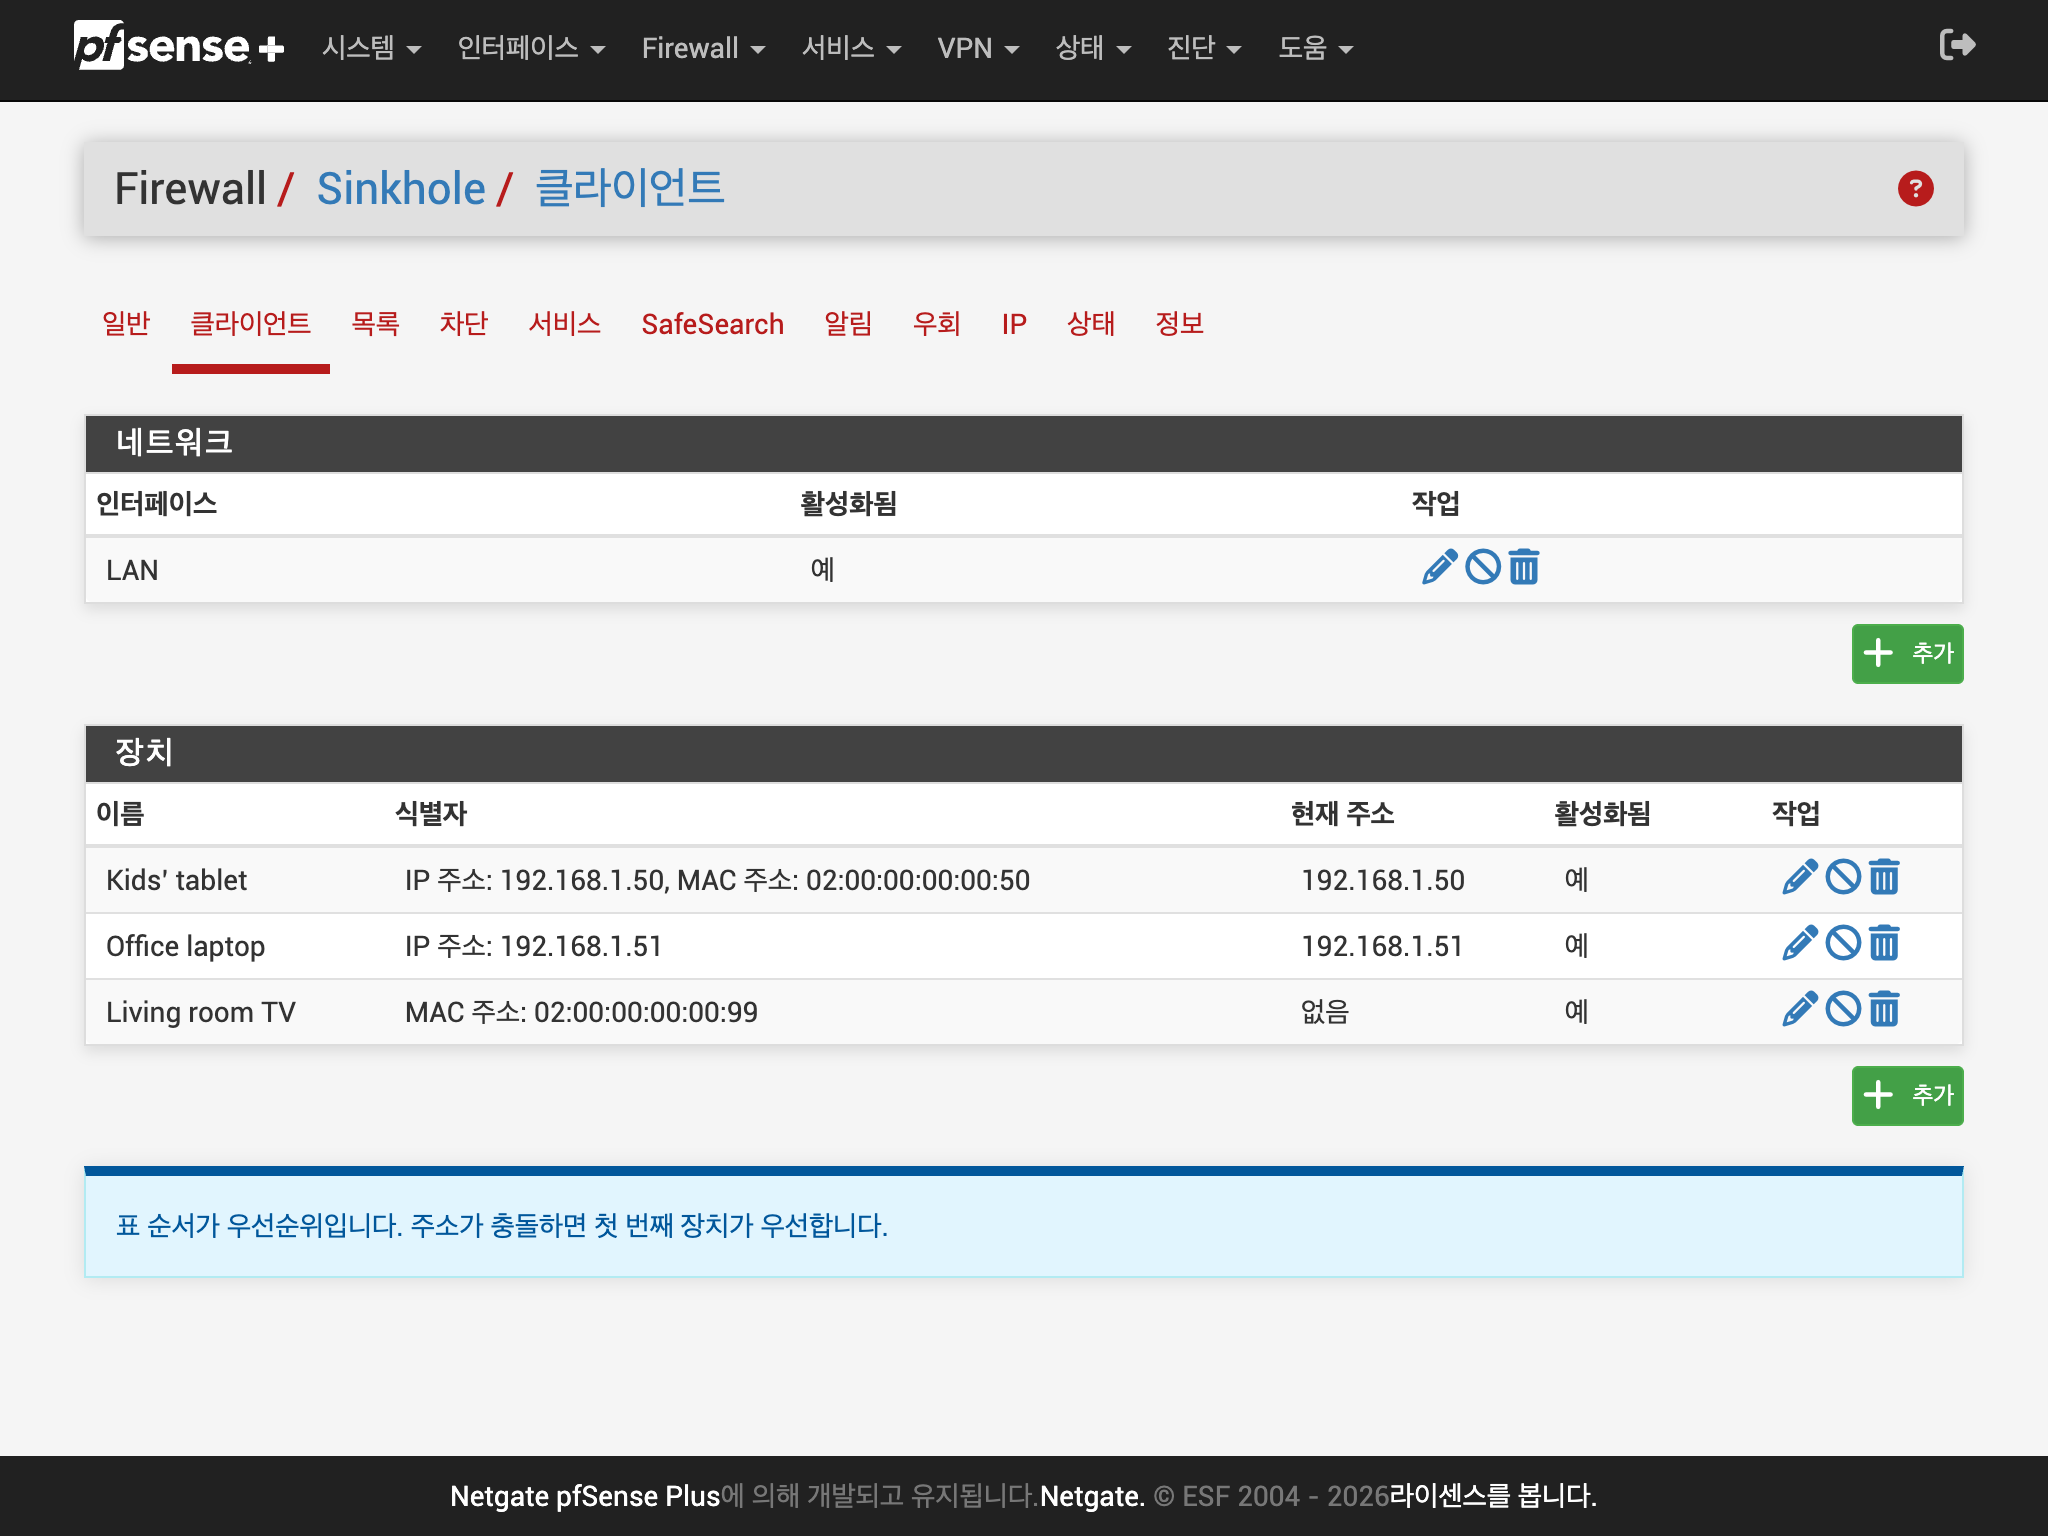 pfsense+ 시스템 인터페이스 Firewall 서비스 VPN 상태 진단 도움
Firewall / Sinkhole / 클라이언트
일반 클라이언트 목록 차단 서비스 SafeSearch 알림 우회 IP 상태 정보
네트워크
인터페이스 활성화됨 작업
LAN 예
추가
장치
이름 식별자 현재 주소 활성화됨 작업
Kids' tablet IP 주소: 192.168.1.50, MAC 주소: 02:00:00:00:00:50 192.168.1.50 예
Office laptop IP 주소: 192.168.1.51 192.168.1.51 예
Living room TV MAC 주소: 02:00:00:00:00:99 없음 예
추가
표 순서가 우선순위입니다. 주소가 충돌하면 첫 번째 장치가 우선합니다.
Netgate pfSense Plus에 의해 개발되고 유지됩니다.Netgate. © ESF 2004 - 2026라이센스를 봅니다.